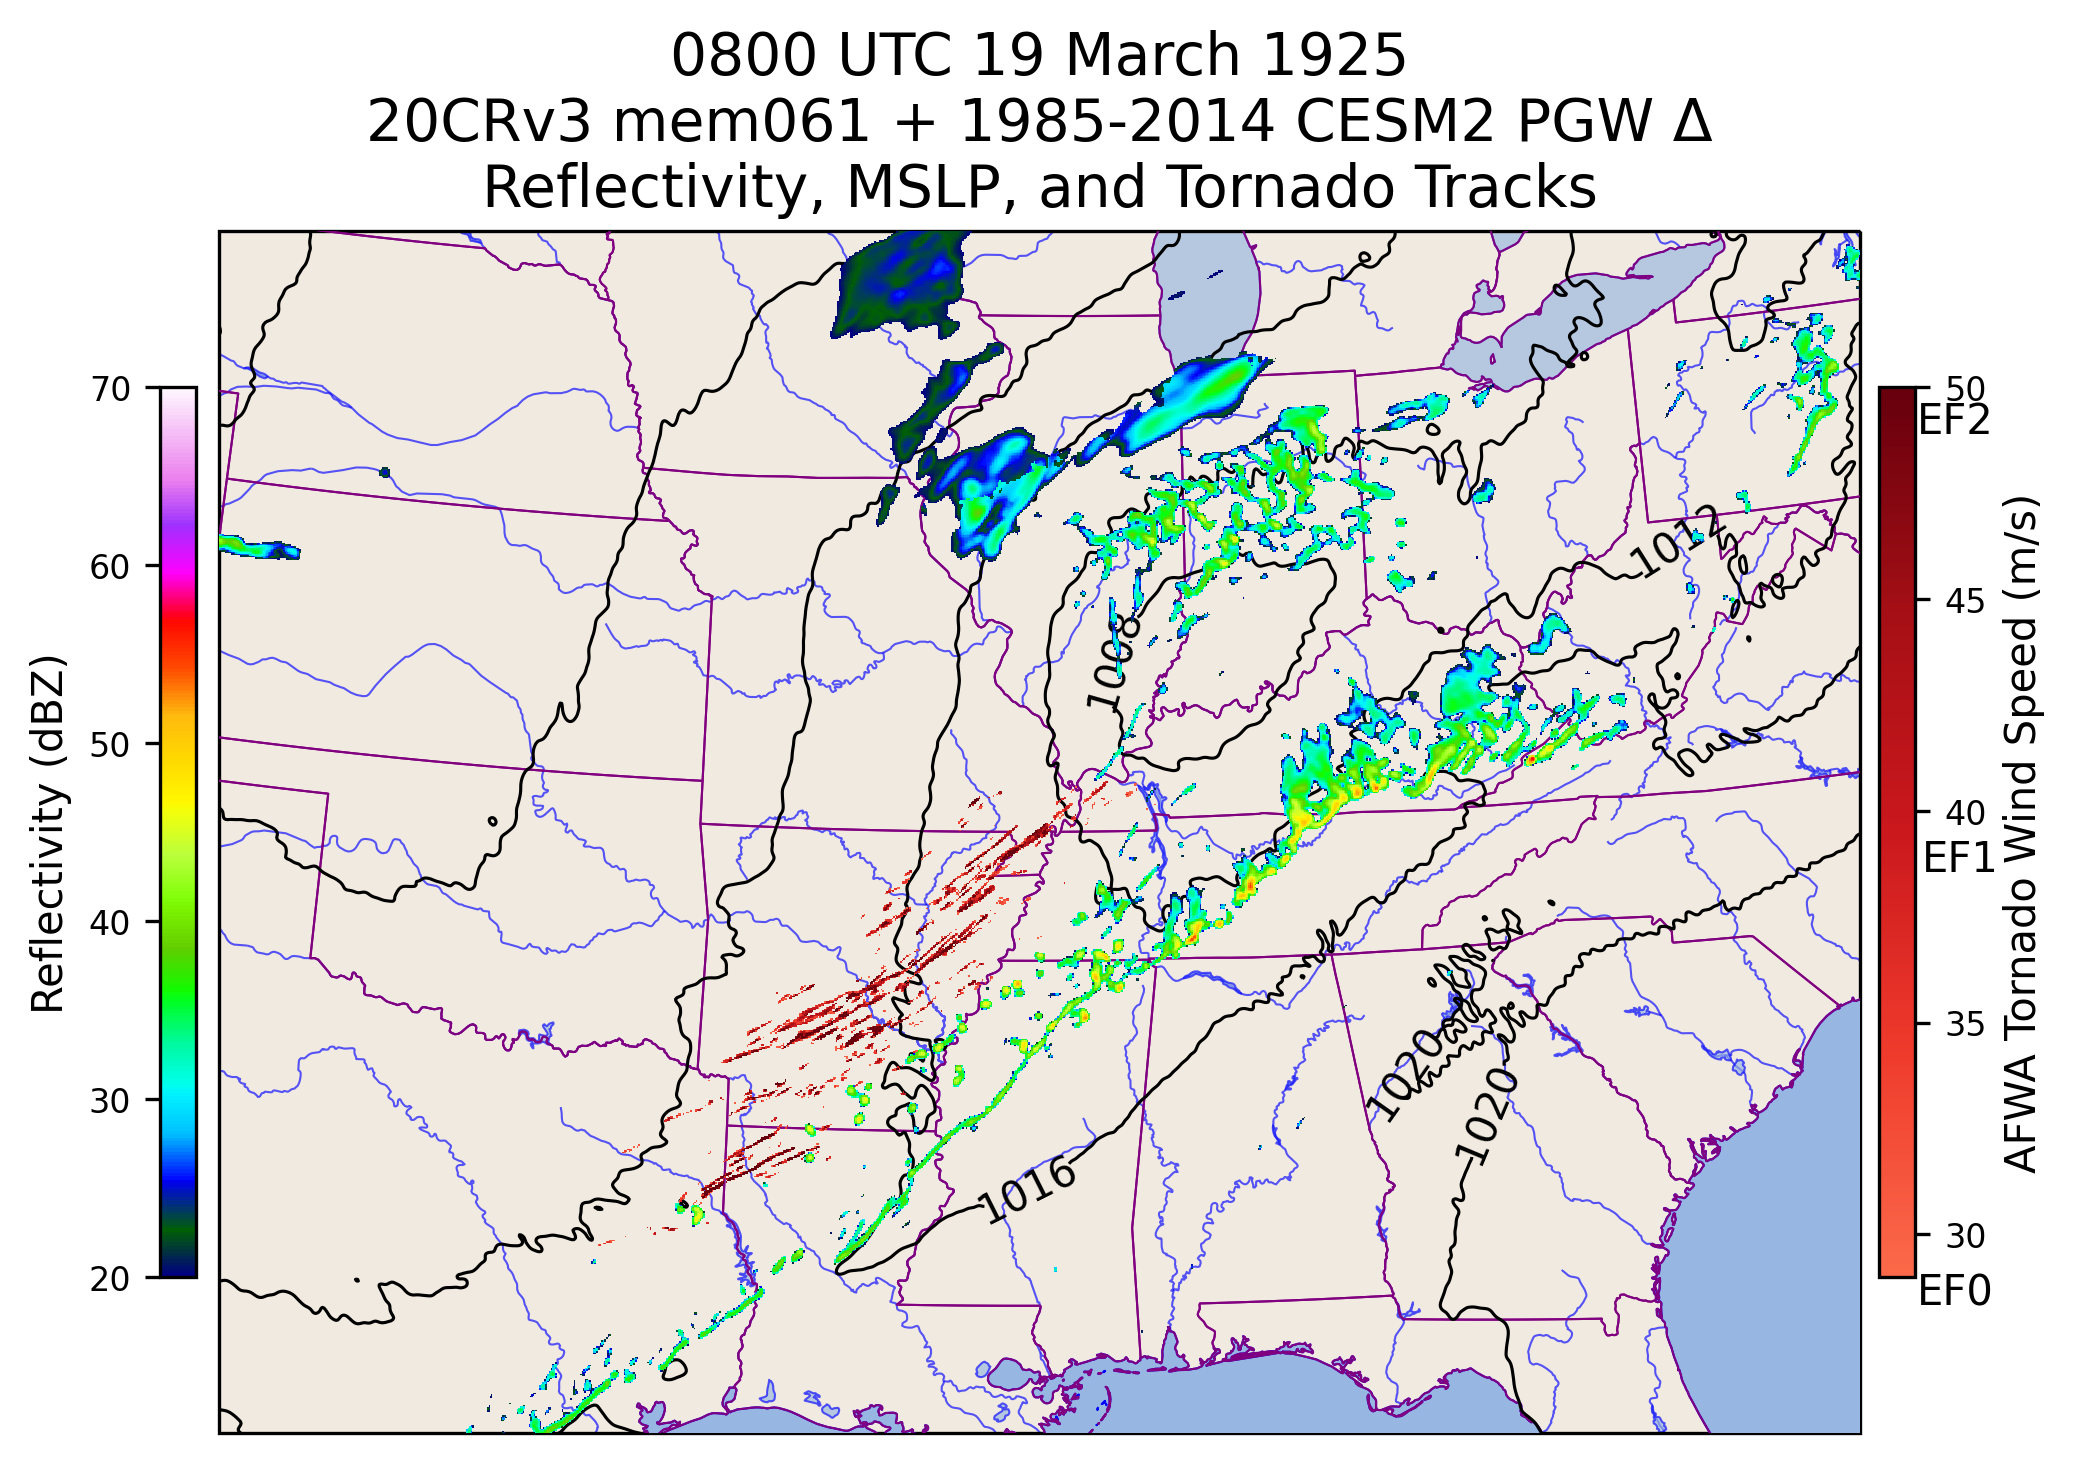 0800 UTC 19 March 1925
20CRv3 mem061 + 1985-2014 CESM2 PGW Δ
Reflectivity, MSLP, and Tornado Tracks
70
60
50
40
30
20
Reflectivity (dBZ)
1012
1008
1016
1020
1020
50
EF2
45
40
EF1
35
30
EF0
AFWA Tornado Wind Speed (m/s)